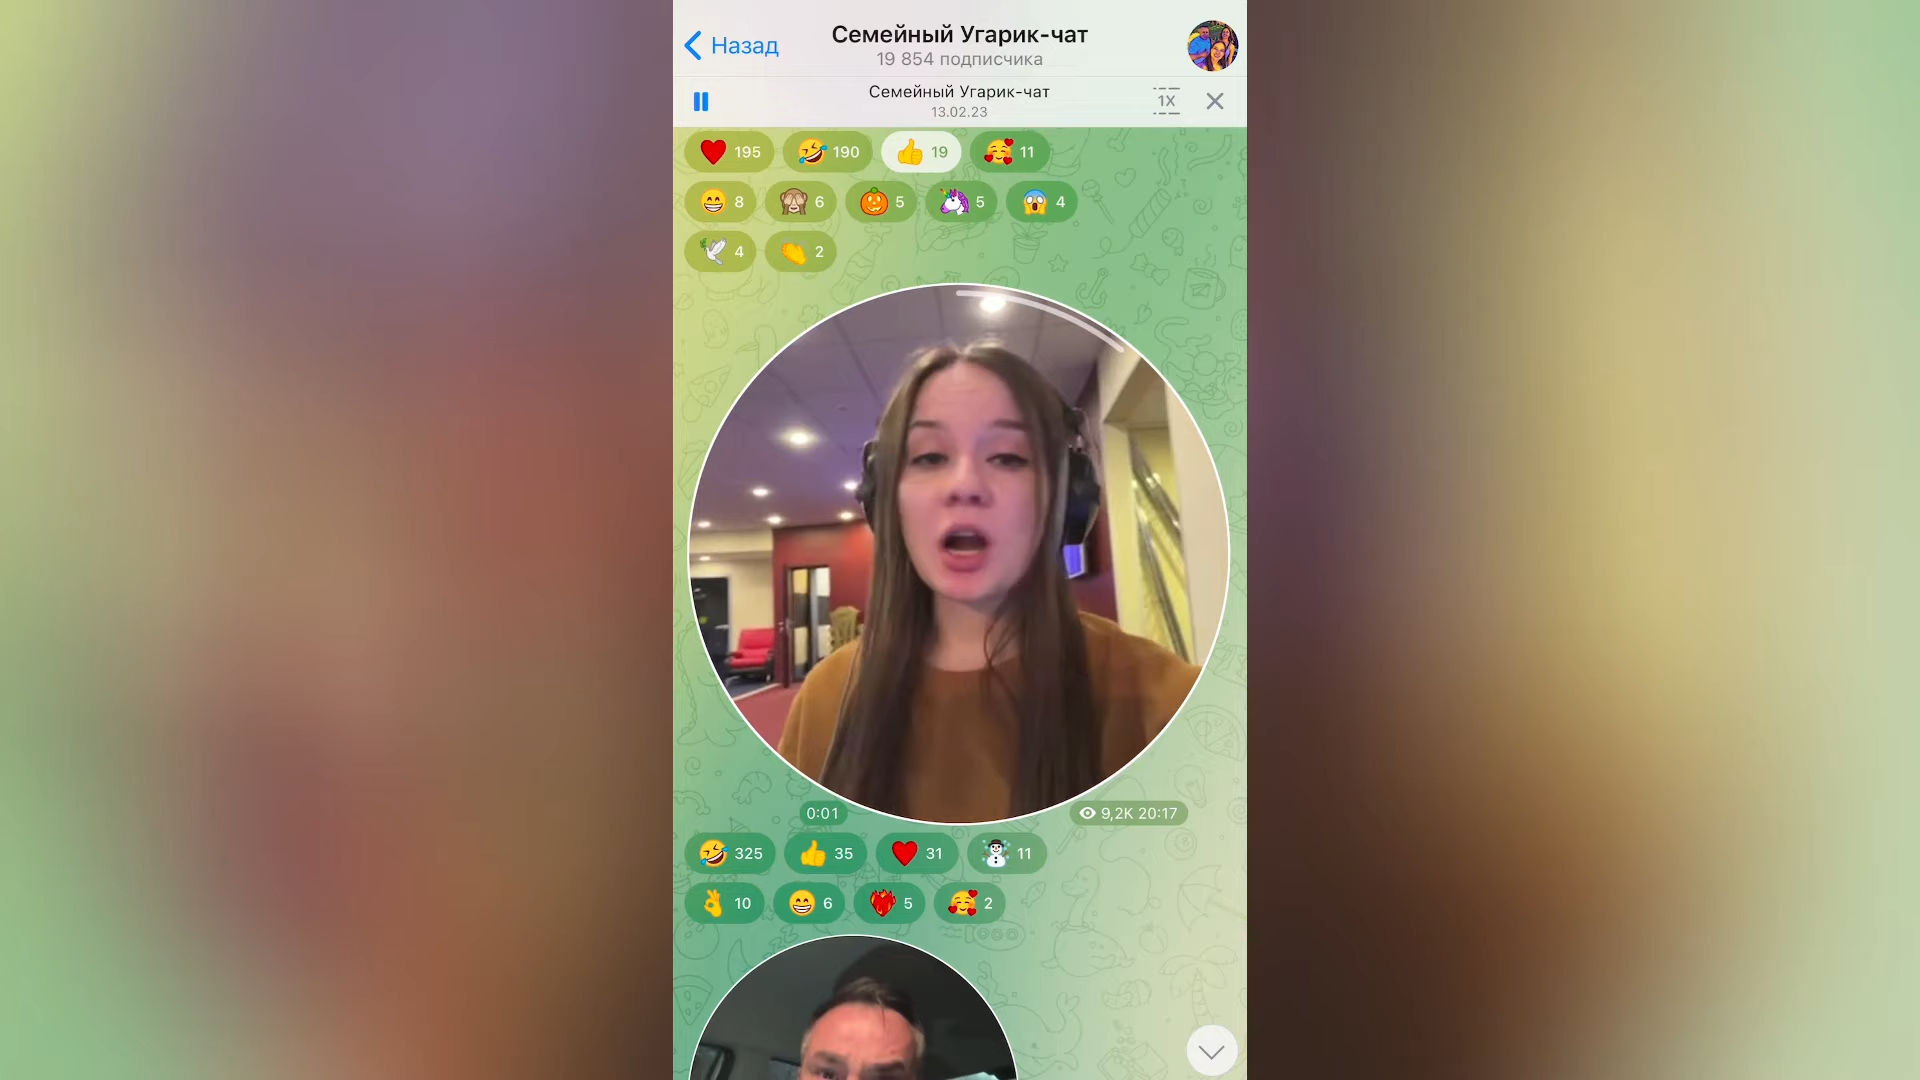 Назад
Семейный Угарик-чат
19 854 подписчика
Семейный Угарик-чат
13.02.23
1X
195 190 19 11
8 6 5 5 4
4 2
0:01
9,2K 20:17
325 35 31 11
10 6 5 2